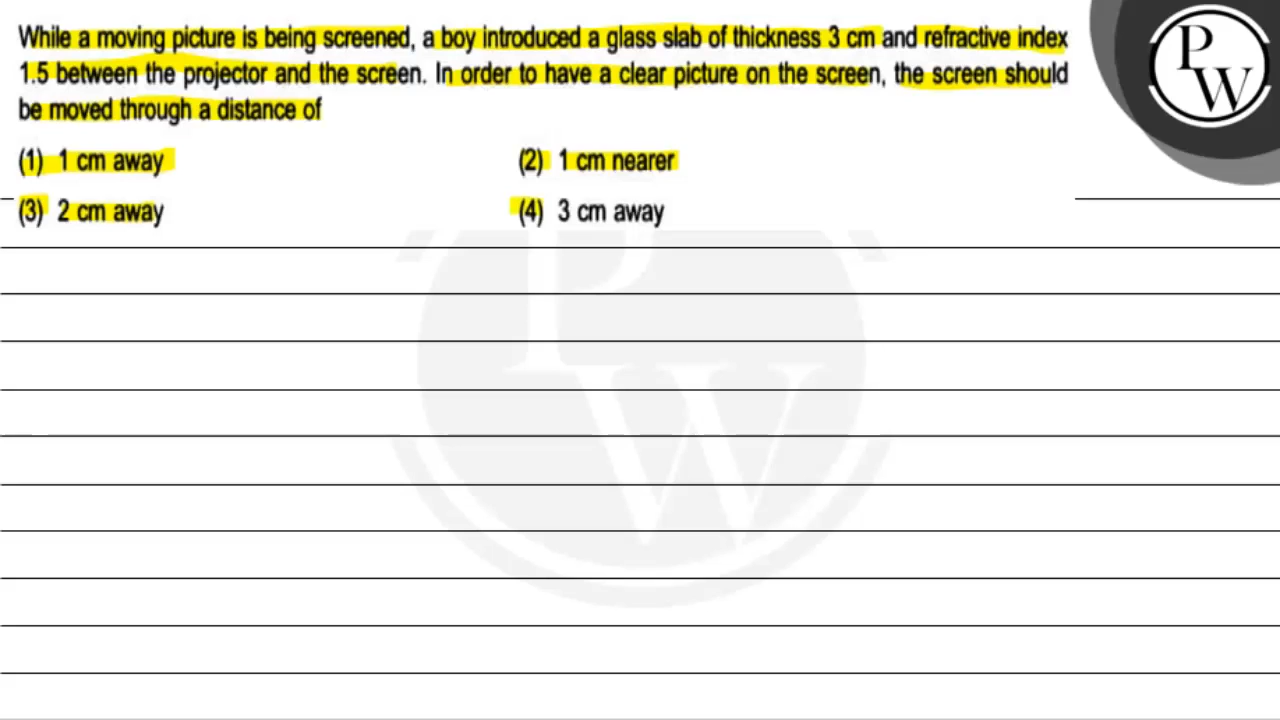 While a moving picture is being screened, a boy introduced a glass slab of thickness 3 cm and refractive index
1.5 between the projector and the screen. In order to have a clear picture on the screen, the screen should
be moved through a distance of
(1) 1 cm away (2) 1 cm nearer
(3) 2 cm away (4) 3 cm away
P
W
P
W